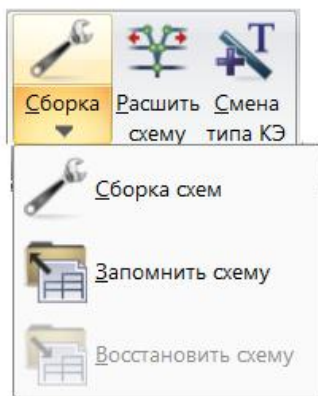 Сборка Расшить Смена
схему типа КЭ
Сборка схем
Запомнить схему
Восстановить схему